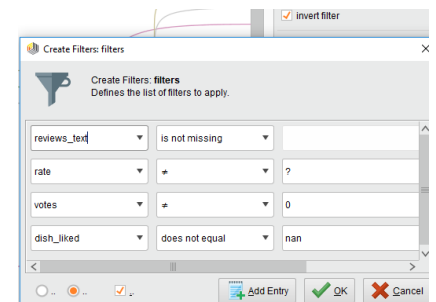 invert filter
Create Filters: filters
Create Filters: filters
Defines the list of filters to apply.
reviews_text is not missing
rate ≠ ?
votes ≠ 0
dish_liked does not equal nan
.. .. ..
Add Entry OK Cancel